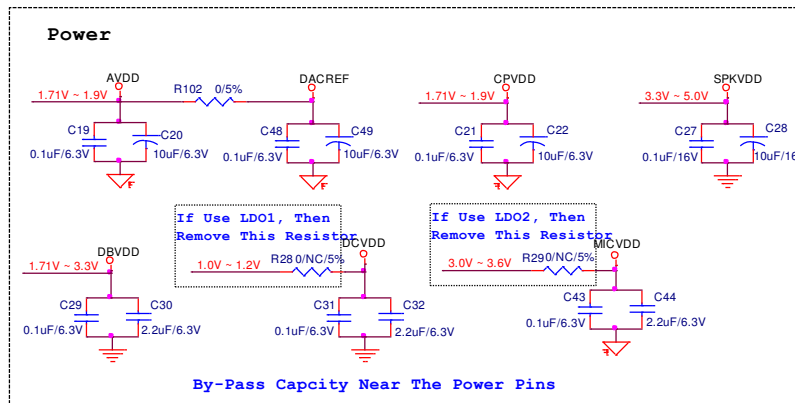 Power
AVDD
DACREF
CPVDD
SPKVDD
R102 0/5%
1.71V ~ 1.9V
1.71V ~ 1.9V
3.3V ~ 5.0V
C19
C20
C48
C49
C21
C22
C27
C28
0.1uF/6.3V
10uF/6.3V
0.1uF/6.3V
10uF/6.3V
0.1uF/6.3V
10uF/6.3V
0.1uF/16V
10uF/16
If Use LDO1, Then
Remove This Resistor
If Use LDO2, Then
Remove This Resistor
DBVDD
DCVDD
MICVDD
1.71V ~ 3.3V
1.0V ~ 1.2V
R28 0/NC/5%
3.0V ~ 3.6V
R29 0/NC/5%
C29
C30
C31
C32
C43
C44
0.1uF/6.3V
2.2uF/6.3V
0.1uF/6.3V
2.2uF/6.3V
0.1uF/6.3V
2.2uF/6.3V
By-Pass Capcity Near The Power Pins